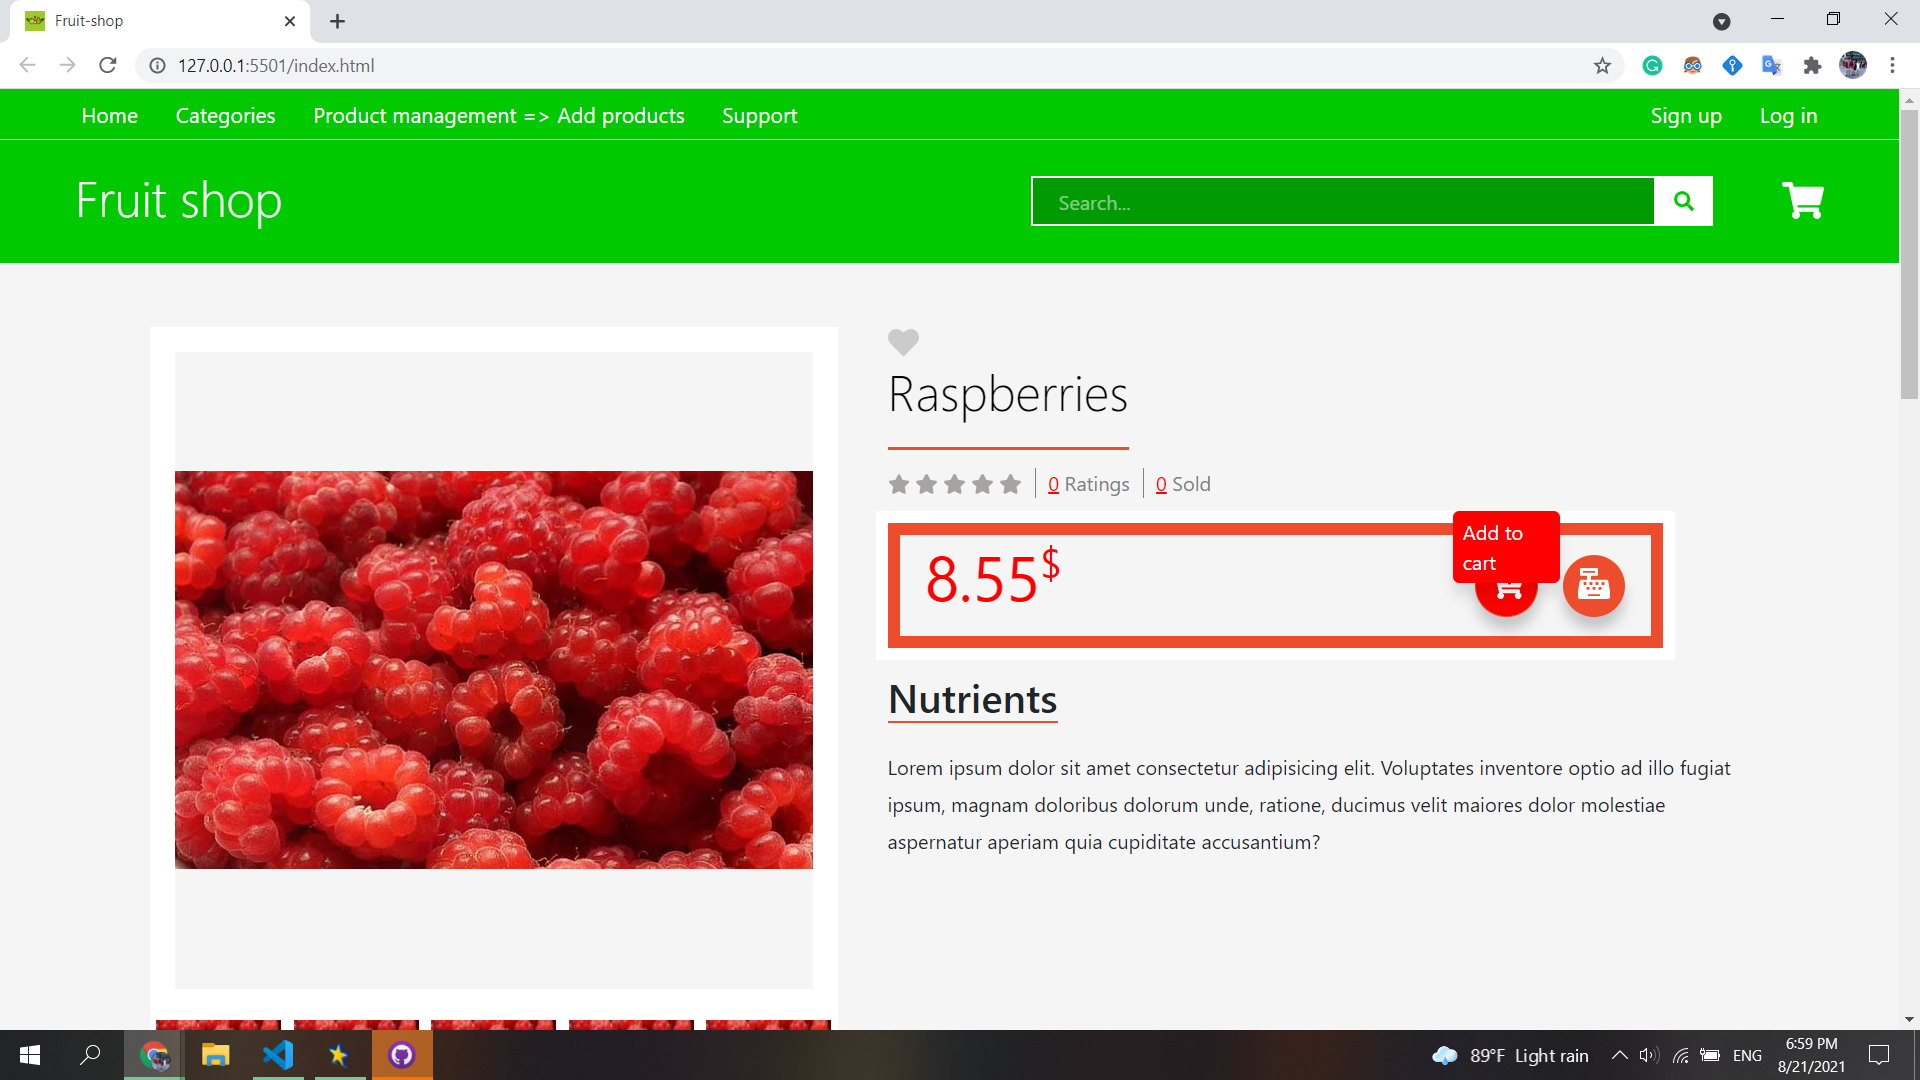 Fruit-shop
127.0.0.1:5501/index.html
Home Categories Product management => Add products Support Sign up Log in
Fruit shop
Search...
Raspberries
0 Ratings 0 Sold
Add to
cart
8.55$
Nutrients
Lorem ipsum dolor sit amet consectetur adipisicing elit. Voluptates inventore optio ad illo fugiat
ipsum, magnam doloribus dolorum unde, ratione, ducimus velit maiores dolor molestiae
aspernatur aperiam quia cupiditate accusantium?
89°F Light rain
ENG
6:59 PM
8/21/2021